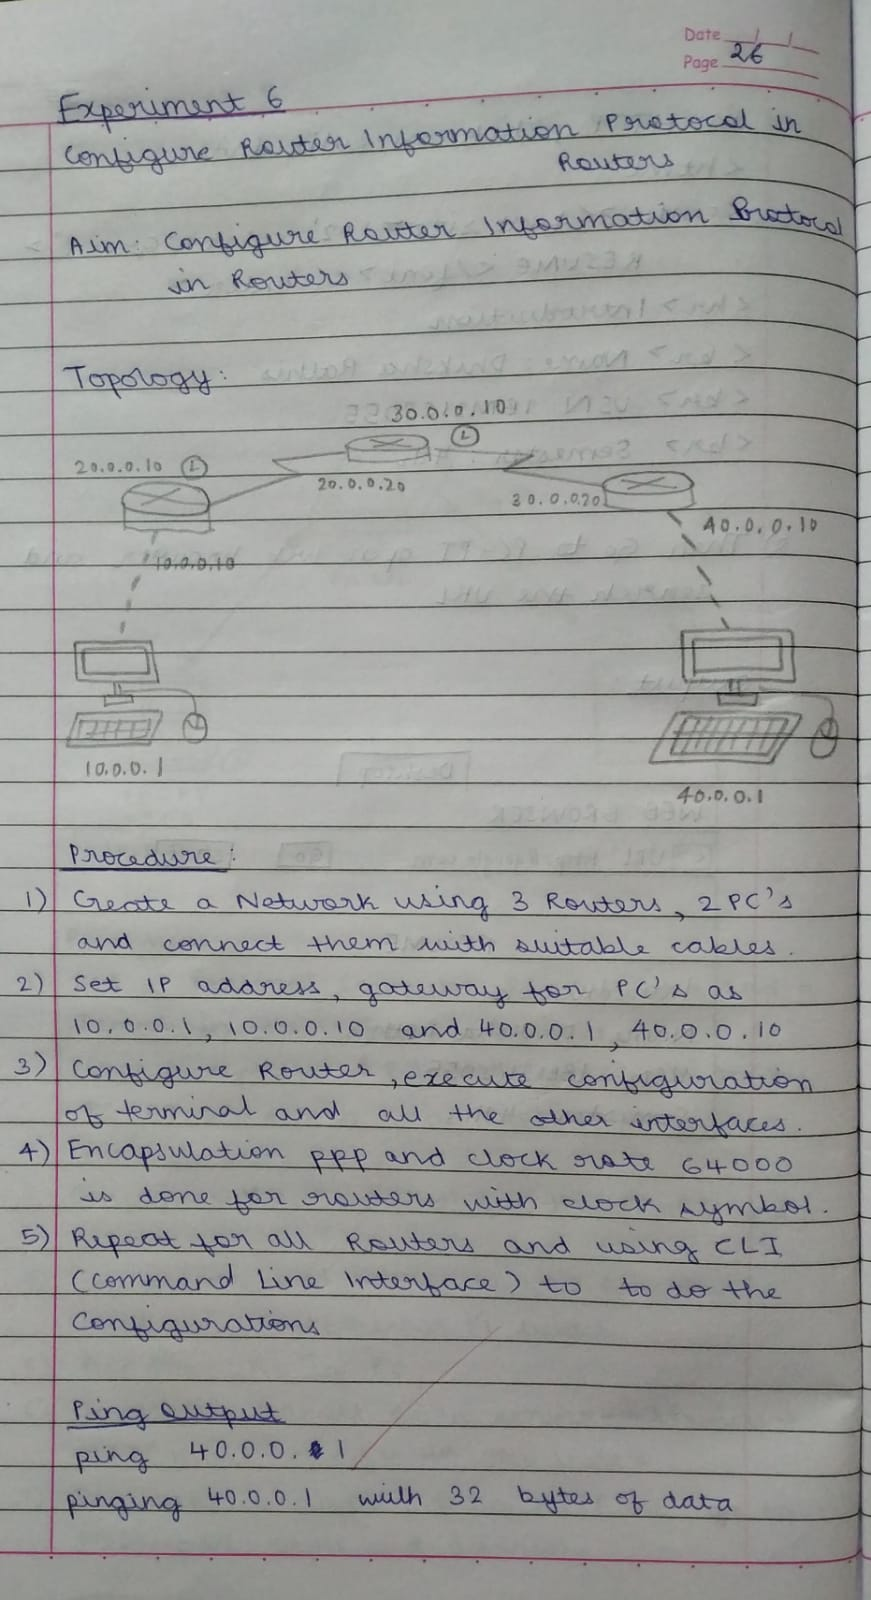 Date / /
Page 26
Experiment 6
Configure Router Information Protocol in
Routers
Aim: Configure Router Information Protocol
in Routers
Topology:
30.0.0.10
20.0.0.10
20.0.0.20
30.0.0.20
40.0.0.10
10.0.0.10
10.0.0.1
40.0.0.1
Procedure:
1) Create a Network using 3 Routers, 2 PC's
and connect them with suitable cables.
2) Set IP address, gateway for PC's as
10.0.0.1, 10.0.0.10 and 40.0.0.1, 40.0.0.10
3) Configure Router, execute configuration
of terminal and all the other interfaces.
4) Encapsulation ppp and clock rate 64000
is done for routers with clock symbol.
5) Repeat for all Routers and using CLI
(Command Line Interface) to to do the
Configurations
Ping output
ping 40.0.0.1
pinging 40.0.0.1 with 32 bytes of data